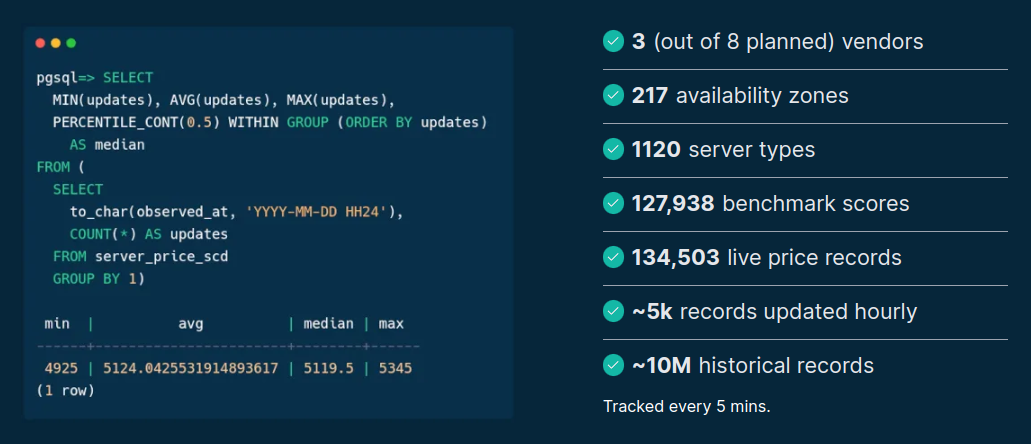 pgsql=> SELECT
MIN(updates), AVG(updates), MAX(updates),
PERCENTILE_CONT(0.5) WITHIN GROUP (ORDER BY updates)
AS median
FROM (
SELECT
to_char(observed_at, 'YYYY-MM-DD HH24'),
COUNT(*) AS updates
FROM server_price_scd
GROUP BY 1)
min | avg | median | max
------+----------------------+--------+------
4925 | 5124.0425531914893617 | 5119.5 | 5345
(1 row)
3 (out of 8 planned) vendors
217 availability zones
1120 server types
127,938 benchmark scores
134,503 live price records
~5k records updated hourly
~10M historical records
Tracked every 5 mins.